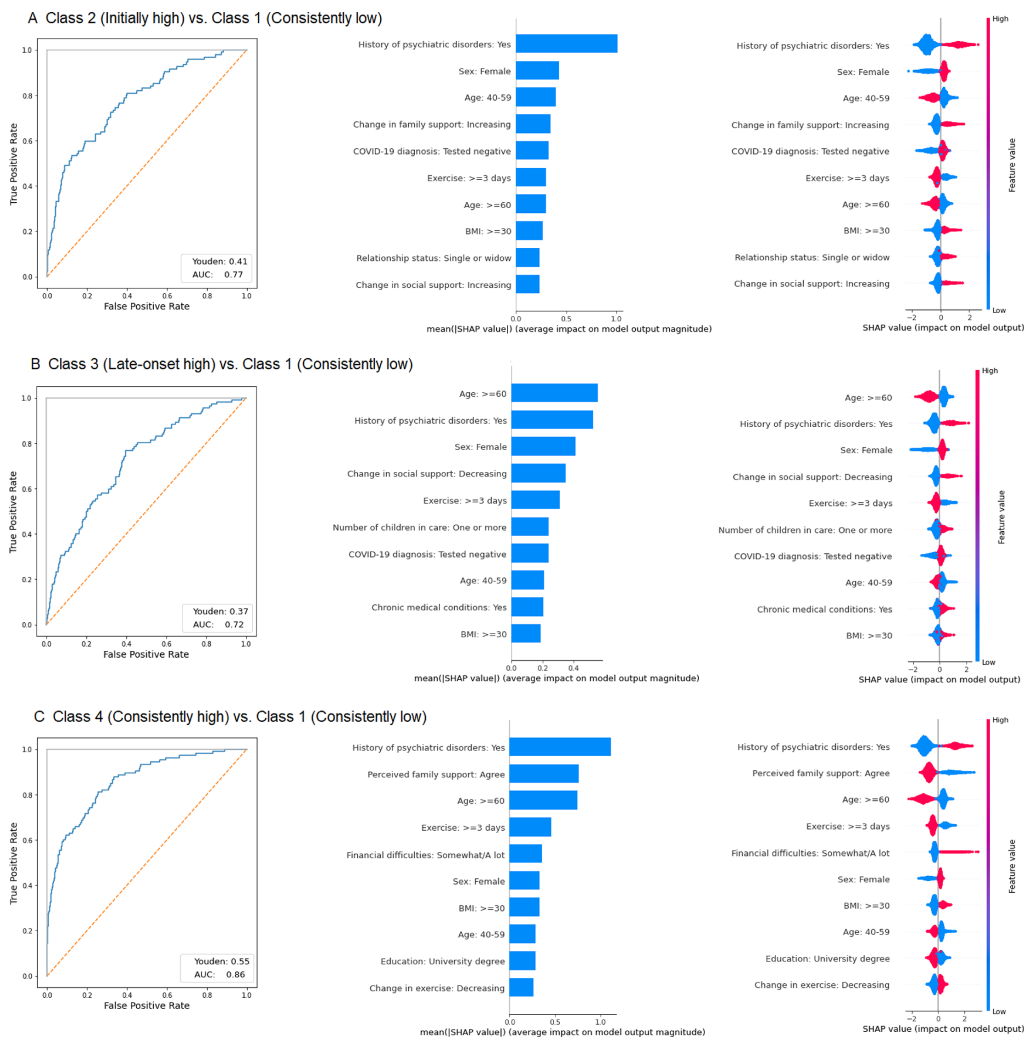 A Class 2 (Initially high) vs. Class 1 (Consistently low)
True Positive Rate
1.0
0.8
0.6
0.4
0.2
0.0
0.0 0.2 0.4 0.6 0.8 1.0
False Positive Rate
Youden: 0.41
AUC: 0.77
History of psychiatric disorders: Yes
Sex: Female
Age: 40-59
Change in family support: Increasing
COVID-19 diagnosis: Tested negative
Exercise: >=3 days
Age: >=60
BMI: >=30
Relationship status: Single or widow
Change in social support: Increasing
0.0 0.5 1.0
mean(|SHAP value|) (average impact on model output magnitude)
History of psychiatric disorders: Yes
Sex: Female
Age: 40-59
Change in family support: Increasing
COVID-19 diagnosis: Tested negative
Exercise: >=3 days
Age: >=60
BMI: >=30
Relationship status: Single or widow
Change in social support: Increasing
−2 0 2
SHAP value (impact on model output)
High
Feature value
Low
B Class 3 (Late-onset high) vs. Class 1 (Consistently low)
True Positive Rate
1.0
0.8
0.6
0.4
0.2
0.0
0.0 0.2 0.4 0.6 0.8 1.0
False Positive Rate
Youden: 0.37
AUC: 0.72
Age: >=60
History of psychiatric disorders: Yes
Sex: Female
Change in social support: Decreasing
Exercise: >=3 days
Number of children in care: One or more
COVID-19 diagnosis: Tested negative
Age: 40-59
Chronic medical conditions: Yes
BMI: >=30
0.0 0.2 0.4
mean(|SHAP value|) (average impact on model output magnitude)
Age: >=60
History of psychiatric disorders: Yes
Sex: Female
Change in social support: Decreasing
Exercise: >=3 days
Number of children in care: One or more
COVID-19 diagnosis: Tested negative
Age: 40-59
Chronic medical conditions: Yes
BMI: >=30
−2 0 2
SHAP value (impact on model output)
High
Feature value
Low
C Class 4 (Consistently high) vs. Class 1 (Consistently low)
True Positive Rate
1.0
0.8
0.6
0.4
0.2
0.0
0.0 0.2 0.4 0.6 0.8 1.0
False Positive Rate
Youden: 0.55
AUC: 0.86
History of psychiatric disorders: Yes
Perceived family support: Agree
Age: >=60
Exercise: >=3 days
Financial difficulties: Somewhat/A lot
Sex: Female
BMI: >=30
Age: 40-59
Education: University degree
Change in exercise: Decreasing
0.0 0.5 1.0
mean(|SHAP value|) (average impact on model output magnitude)
History of psychiatric disorders: Yes
Perceived family support: Agree
Age: >=60
Exercise: >=3 days
Financial difficulties: Somewhat/A lot
Sex: Female
BMI: >=30
Age: 40-59
Education: University degree
Change in exercise: Decreasing
−2 0 2
SHAP value (impact on model output)
High
Feature value
Low